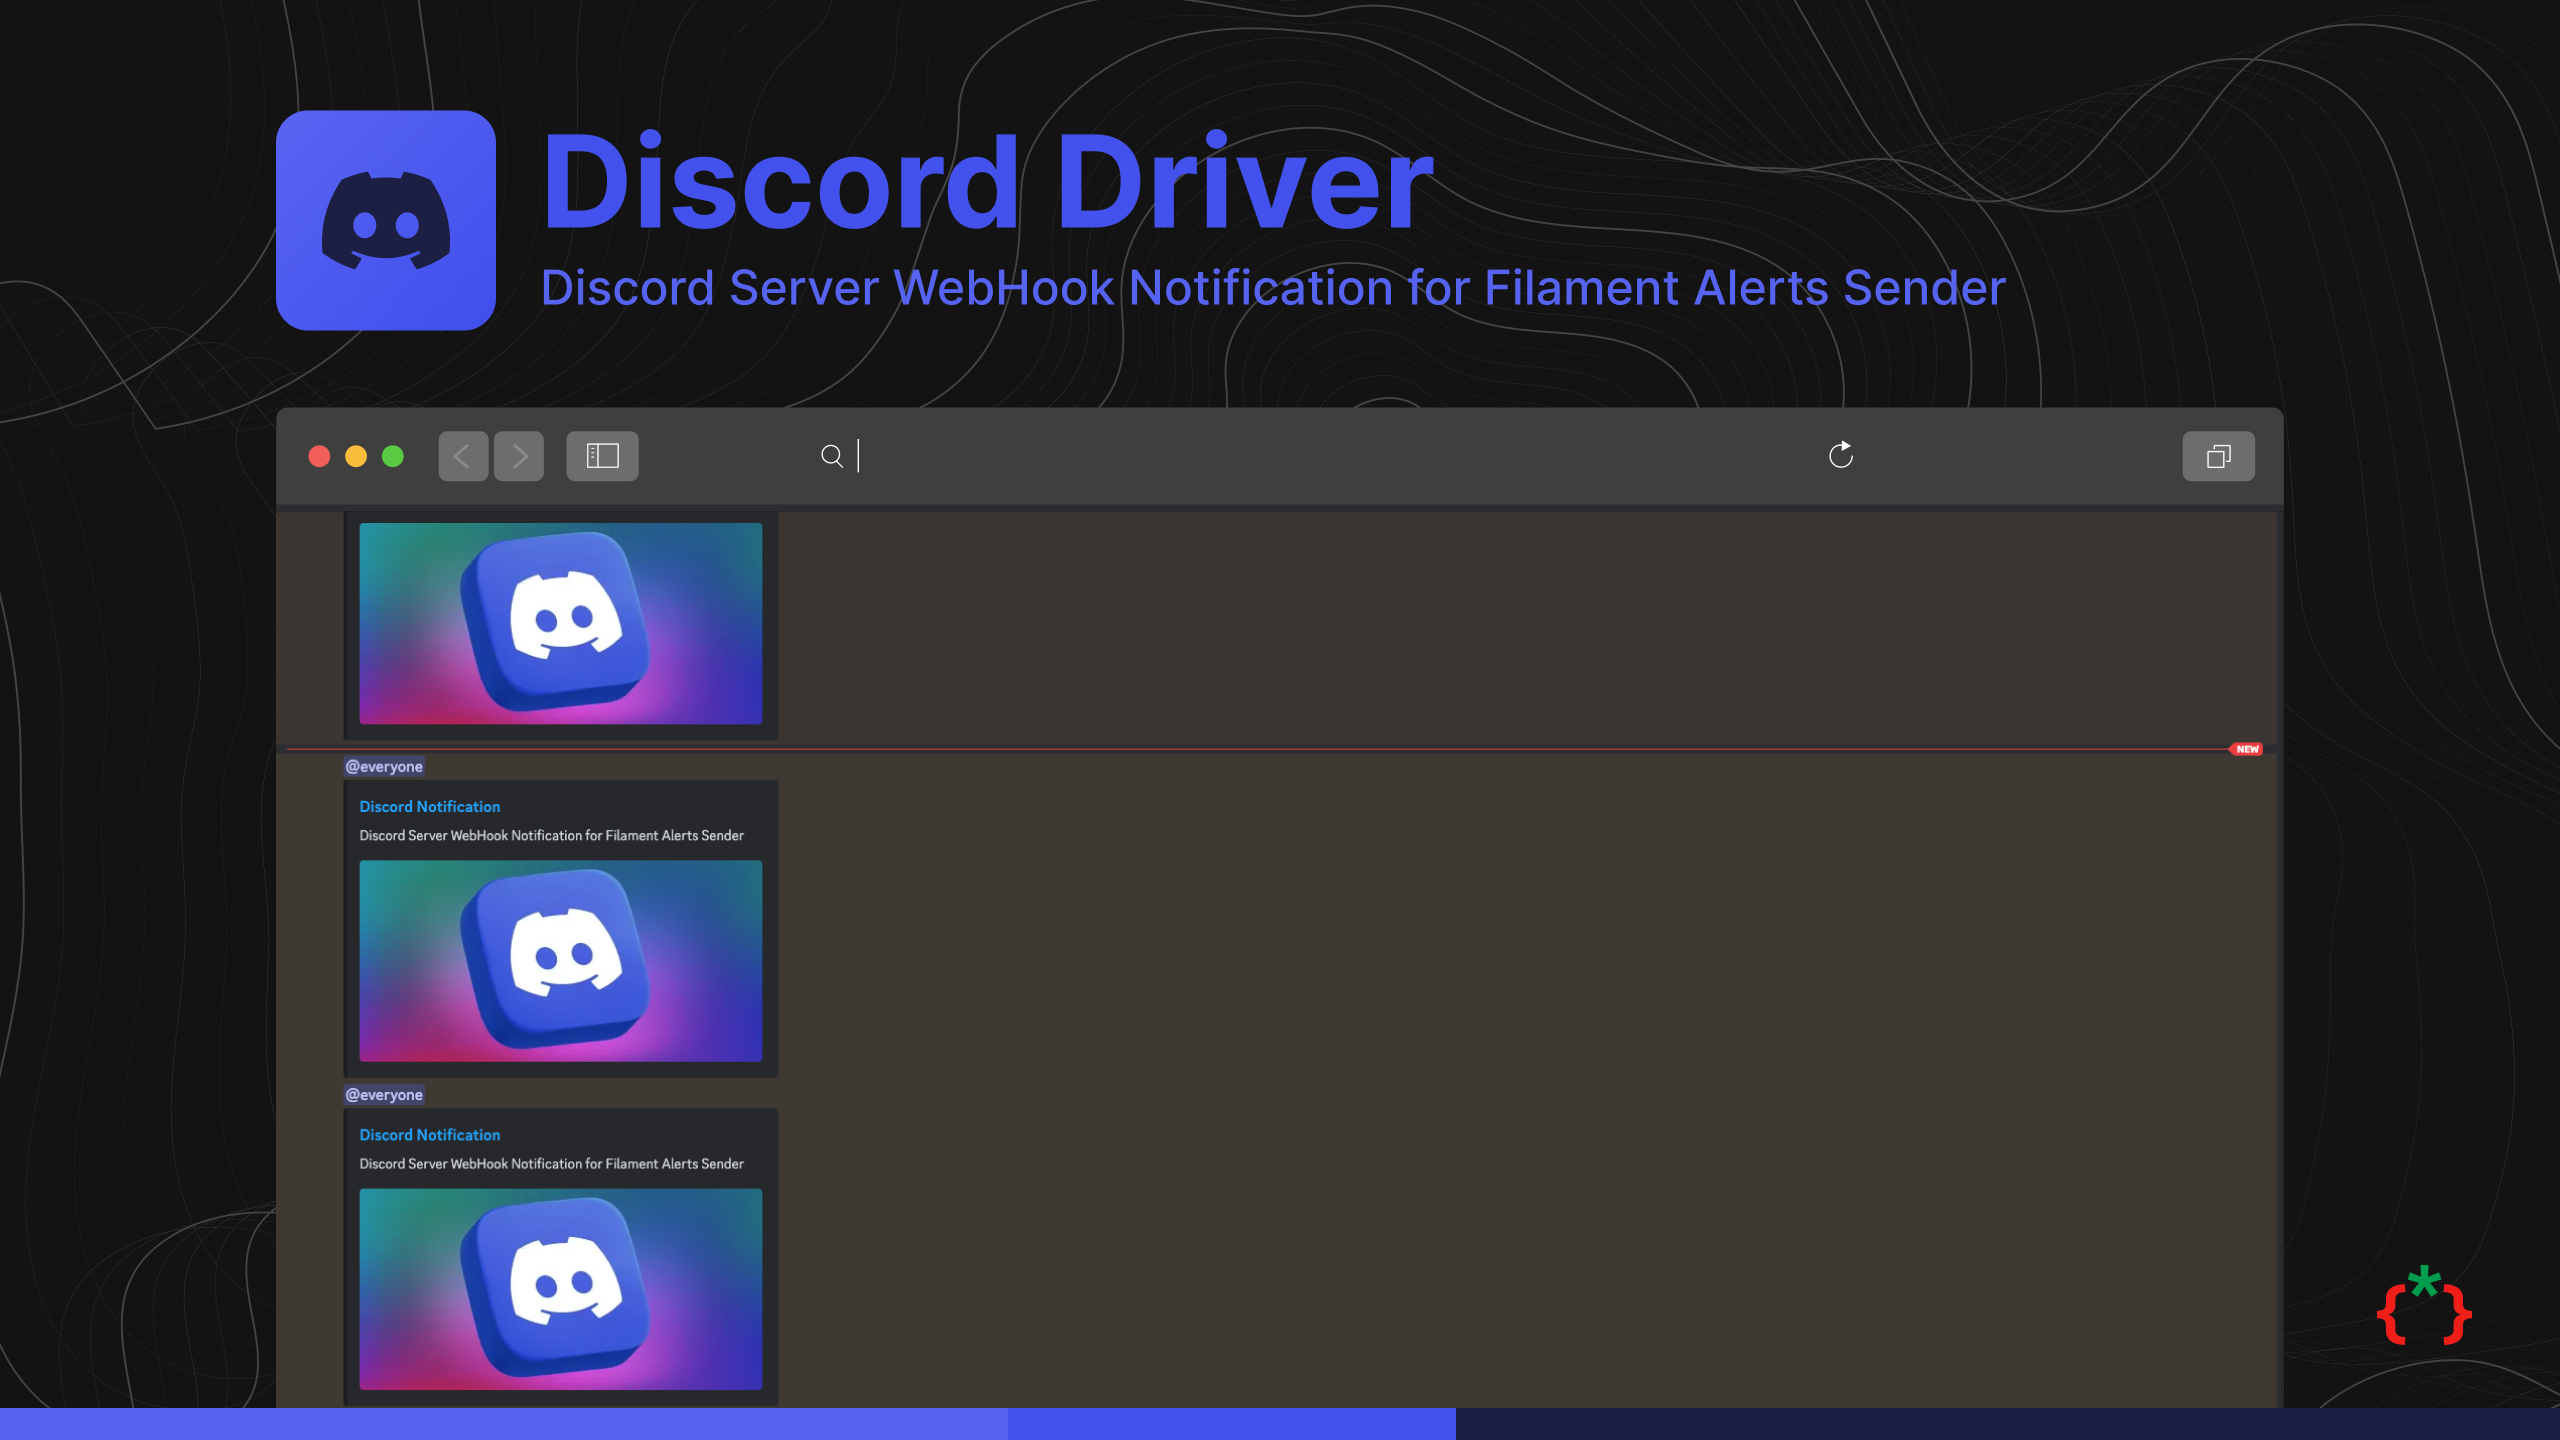 Discord Driver
Discord Server WebHook Notification for Filament Alerts Sender
NEW
@everyone
Discord Notification
Discord Server WebHook Notification for Filament Alerts Sender
@everyone
Discord Notification
Discord Server WebHook Notification for Filament Alerts Sender
{*}